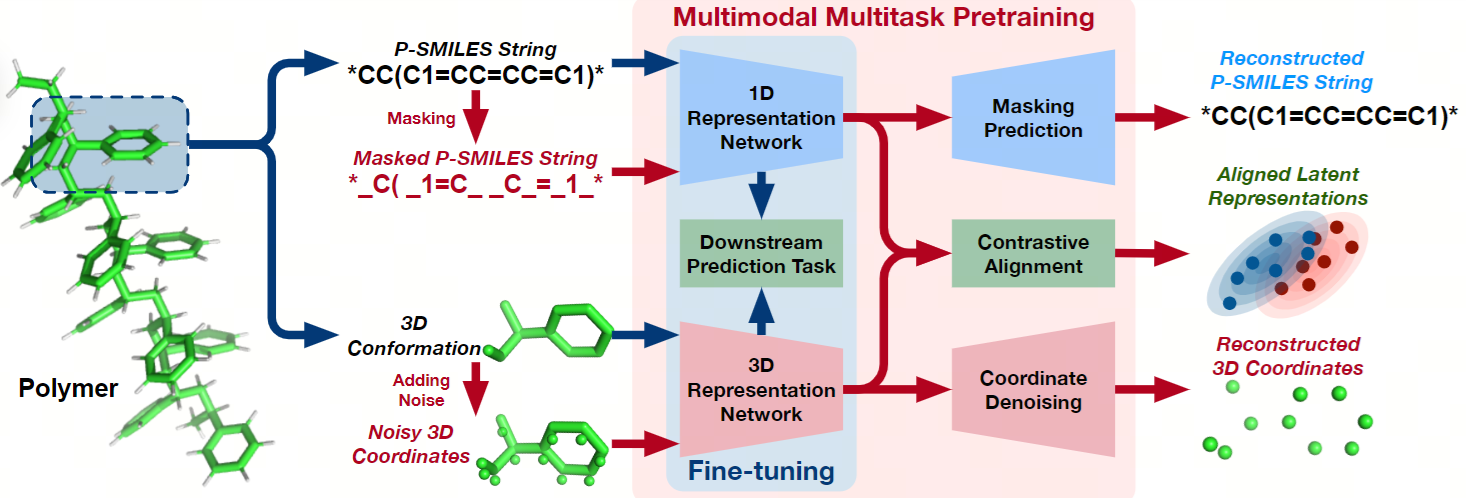 Multimodal Multitask Pretraining
P-SMILES String
*CC(C1=CC=CC=C1)*
Masking
Masked P-SMILES String
*_C( _1=C_ _C_=_1_*
Polymer
3D
Conformation
Adding
Noise
Noisy 3D
Coordinates
1D
Representation
Network
Downstream
Prediction Task
3D
Representation
Network
Fine-tuning
Masking
Prediction
Contrastive
Alignment
Coordinate
Denoising
Reconstructed
P-SMILES String
*CC(C1=CC=CC=C1)*
Aligned Latent
Representations
Reconstructed
3D Coordinates